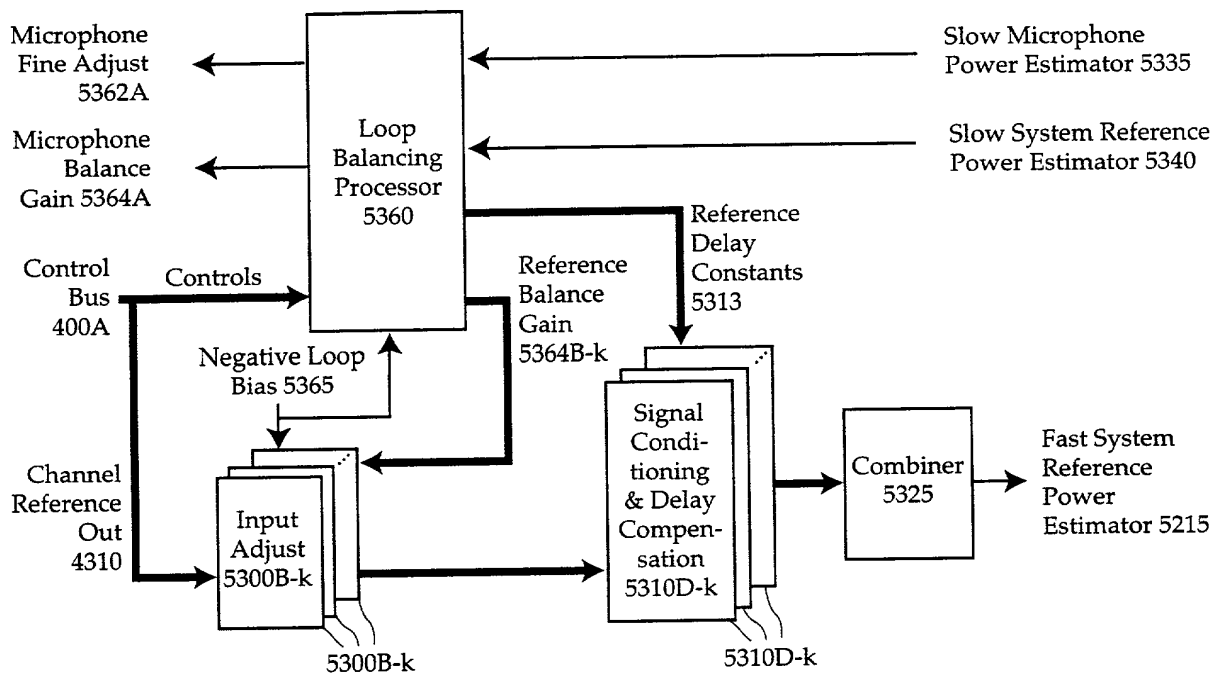 Microphone
Fine Adjust
5362A
Microphone
Balance
Gain 5364A
Control
Bus
400A
Controls
Loop
Balancing
Processor
5360
Slow Microphone
Power Estimator 5335
Slow System Reference
Power Estimator 5340
Reference
Delay
Constants
5313
Reference
Balance
Gain
5364B-k
Negative Loop
Bias 5365
Channel
Reference
Out
4310
Input
Adjust
5300B-k
5300B-k
Signal
Condi-
tioning
& Delay
Compen-
sation
5310D-k
5310D-k
Combiner
5325
Fast System
Reference
Power
Estimator 5215